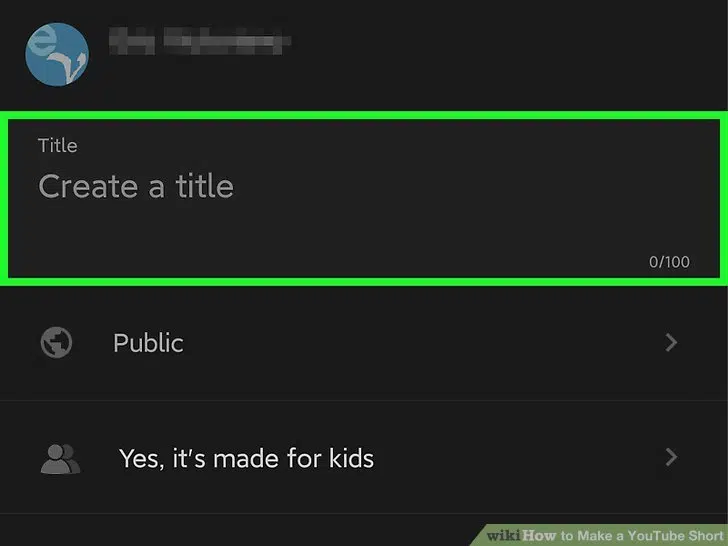 Title
Create a title
0/100
Public
Yes, it's made for kids
wikiHow to Make a YouTube Short